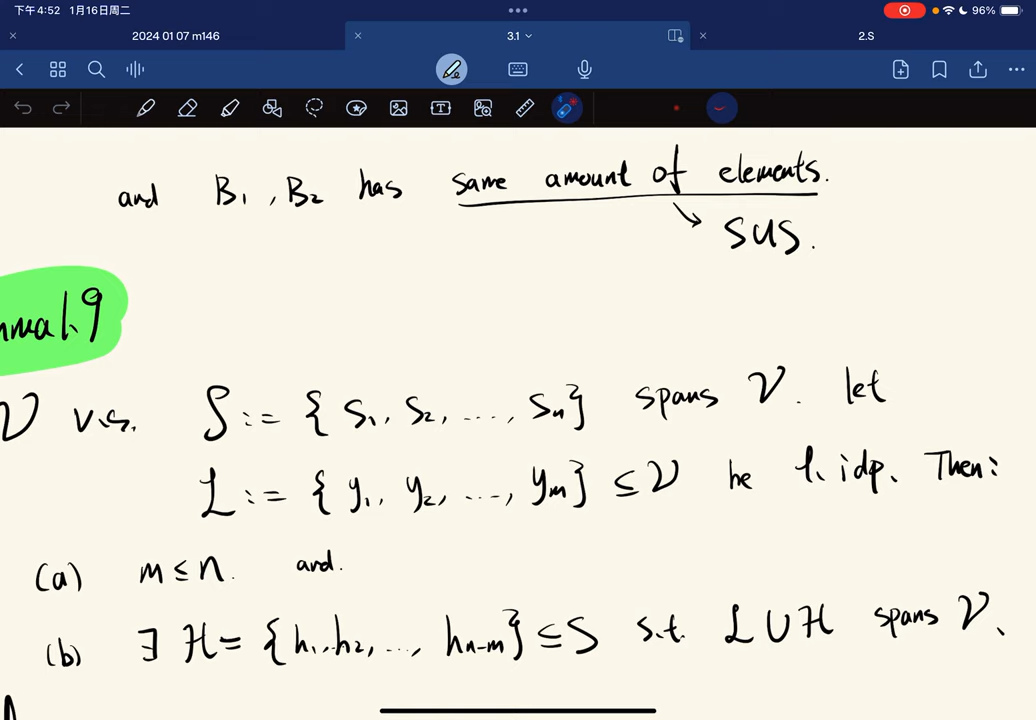 下午4:52 1月16日周二
96%
2024 01 07 m146
3.1
2.S
and B₁, B₂ has same amount of elements.
↘ SUS.
mma 1.9
V v.s. S := { s₁, s₂, ..., sₙ } spans V. let
L := { y₁, y₂, ..., yₘ } ⊆ V be l. idp. Then:
(a) m ≤ n. and.
(b) ∃ H = { h₁, h₂, ..., hₙ₋ₘ } ⊆ S s.t. L ∪ H spans V.